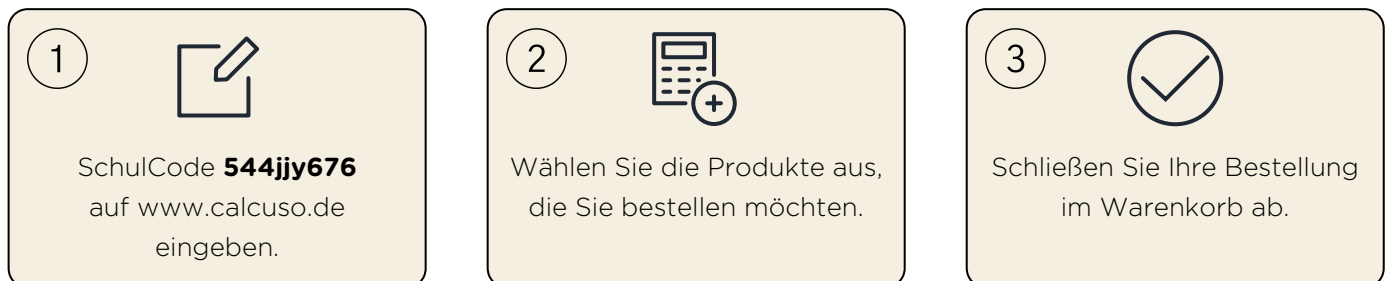 1
SchulCode 544jjy676
auf www.calcuso.de
eingeben.
2
Wählen Sie die Produkte aus,
die Sie bestellen möchten.
3
Schließen Sie Ihre Bestellung
im Warenkorb ab.